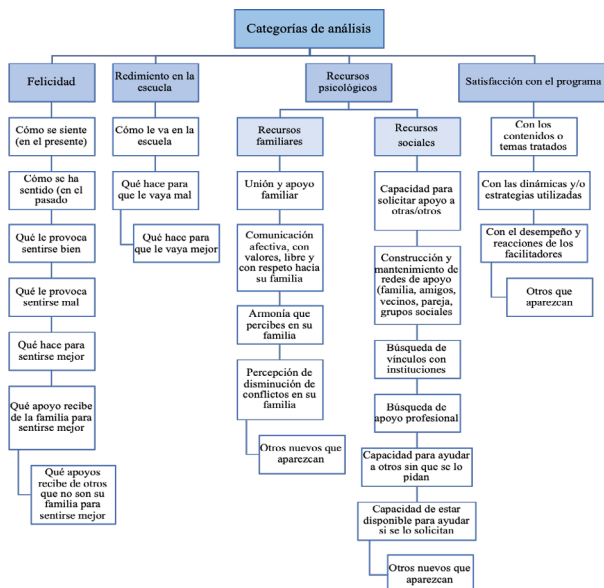 Categorías de análisis
Felicidad
Cómo se siente
(en el presente)
Cómo se ha
sentido (en el
pasado
Qué le provoca
sentirse bien
Qué le provoca
sentirse mal
Qué hace para
sentirse mejor
Qué apoyo recibe
de la familia para
sentirse mejor
Qué apoyos
recibe de otros
que no son su
familia para
sentirse mejor
Redimiento en la
escuela
Cómo le va en la
escuela
Qué hace para
que le vaya mal
Qué hace para
que le vaya mejor
Recursos
psicológicos
Recursos
familiares
Unión y apoyo
familiar
Comunicación
afectiva, con
valores, libre y
con respeto hacia
su familia
Armonía que
percibes en su
familia
Percepción de
disminución de
conflictos en su
familia
Otros nuevos que
aparezcan
Recursos
sociales
Capacidad para
solicitar apoyo a
otras/otros
Construcción y
mantenimiento de
redes de apoyo
(familia, amigos,
vecinos, pareja,
grupos sociales
Búsqueda de
vínculos con
instituciones
Búsqueda de
apoyo profesional
Capacidad para ayudar
a otros sin que se lo
pidan
Capacidad de estar
disponible para ayudar
si se lo solicitan
Otros nuevos que
aparezcan
Satisfacción con el programa
Con los
contenidos o
temas tratados
Con las dinámicas y/o
estrategias utilizadas
Con el desempeño y
reacciones de los
facilitadores
Otros que
aparezcan